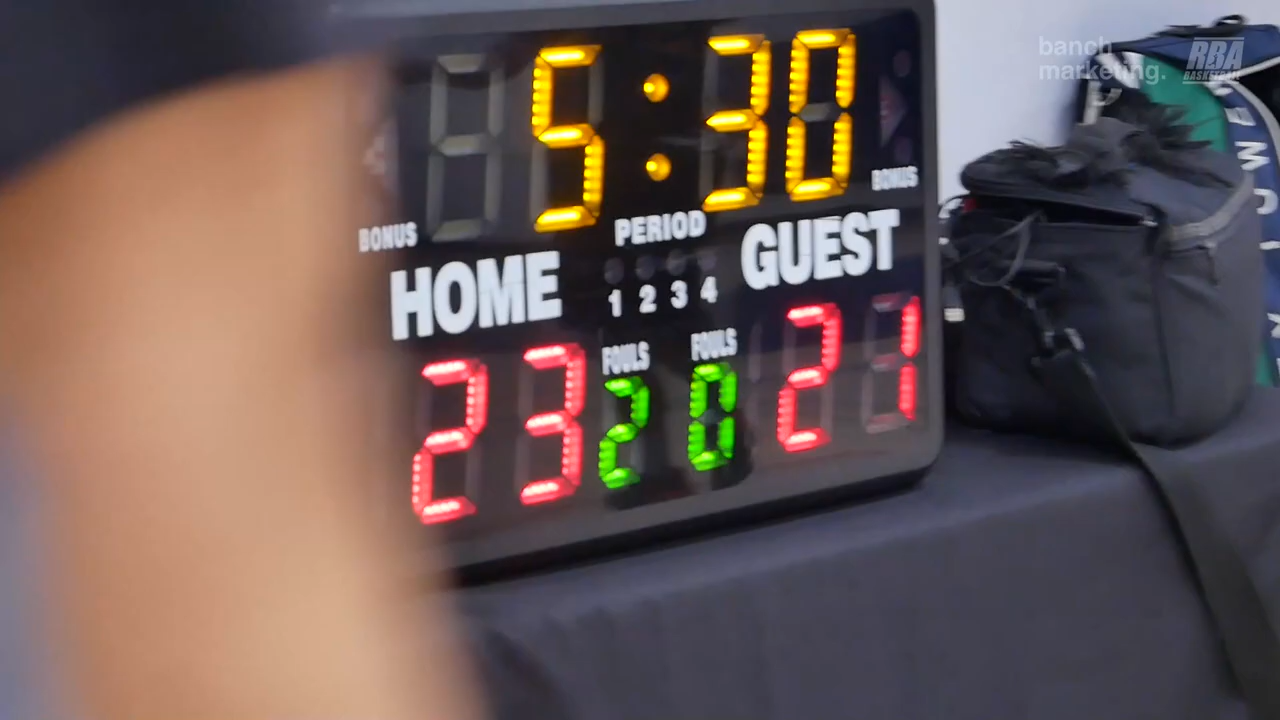 banch
marketing.
RBA
BASKETBALL
5:30
BONUS
PERIOD
BONUS
HOME
1 2 3 4
GUEST
FOULS
FOULS
23
2
0
21